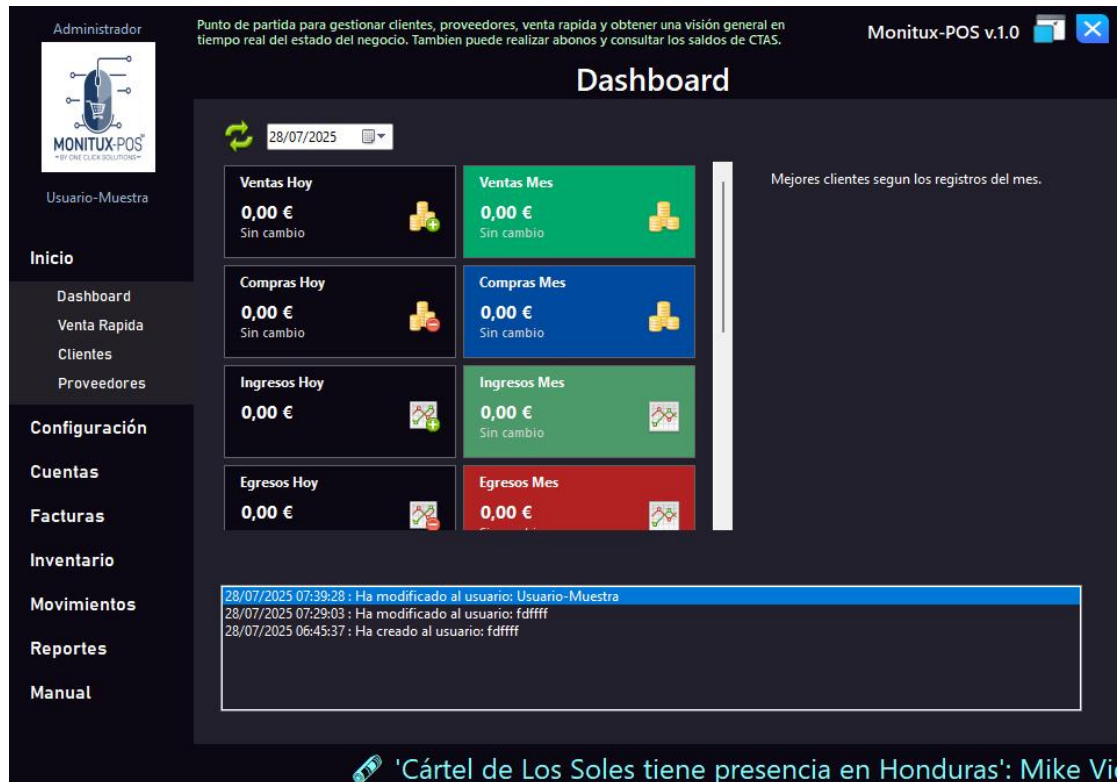 Administrador
MONITUX-POS
-BY ONE CLICK SOLUTIONS-
Usuario-Muestra
Inicio
Dashboard
Venta Rapida
Clientes
Proveedores
Configuración
Cuentas
Facturas
Inventario
Movimientos
Reportes
Manual
Punto de partida para gestionar clientes, proveedores, venta rapida y obtener una visión general en
tiempo real del estado del negocio. Tambien puede realizar abonos y consultar los saldos de CTAS.
Monitux-POS v.1.0
Dashboard
28/07/2025
Ventas Hoy
0,00 €
Sin cambio
Ventas Mes
0,00 €
Sin cambio
Compras Hoy
0,00 €
Sin cambio
Compras Mes
0,00 €
Sin cambio
Ingresos Hoy
0,00 €
Ingresos Mes
0,00 €
Sin cambio
Egresos Hoy
0,00 €
Egresos Mes
0,00 €
Mejores clientes segun los registros del mes.
28/07/2025 07:39:28 : Ha modificado al usuario: Usuario-Muestra
28/07/2025 07:29:03 : Ha modificado al usuario: fdffff
28/07/2025 06:45:37 : Ha creado al usuario: fdffff
'Cártel de Los Soles tiene presencia en Honduras': Mike Vi